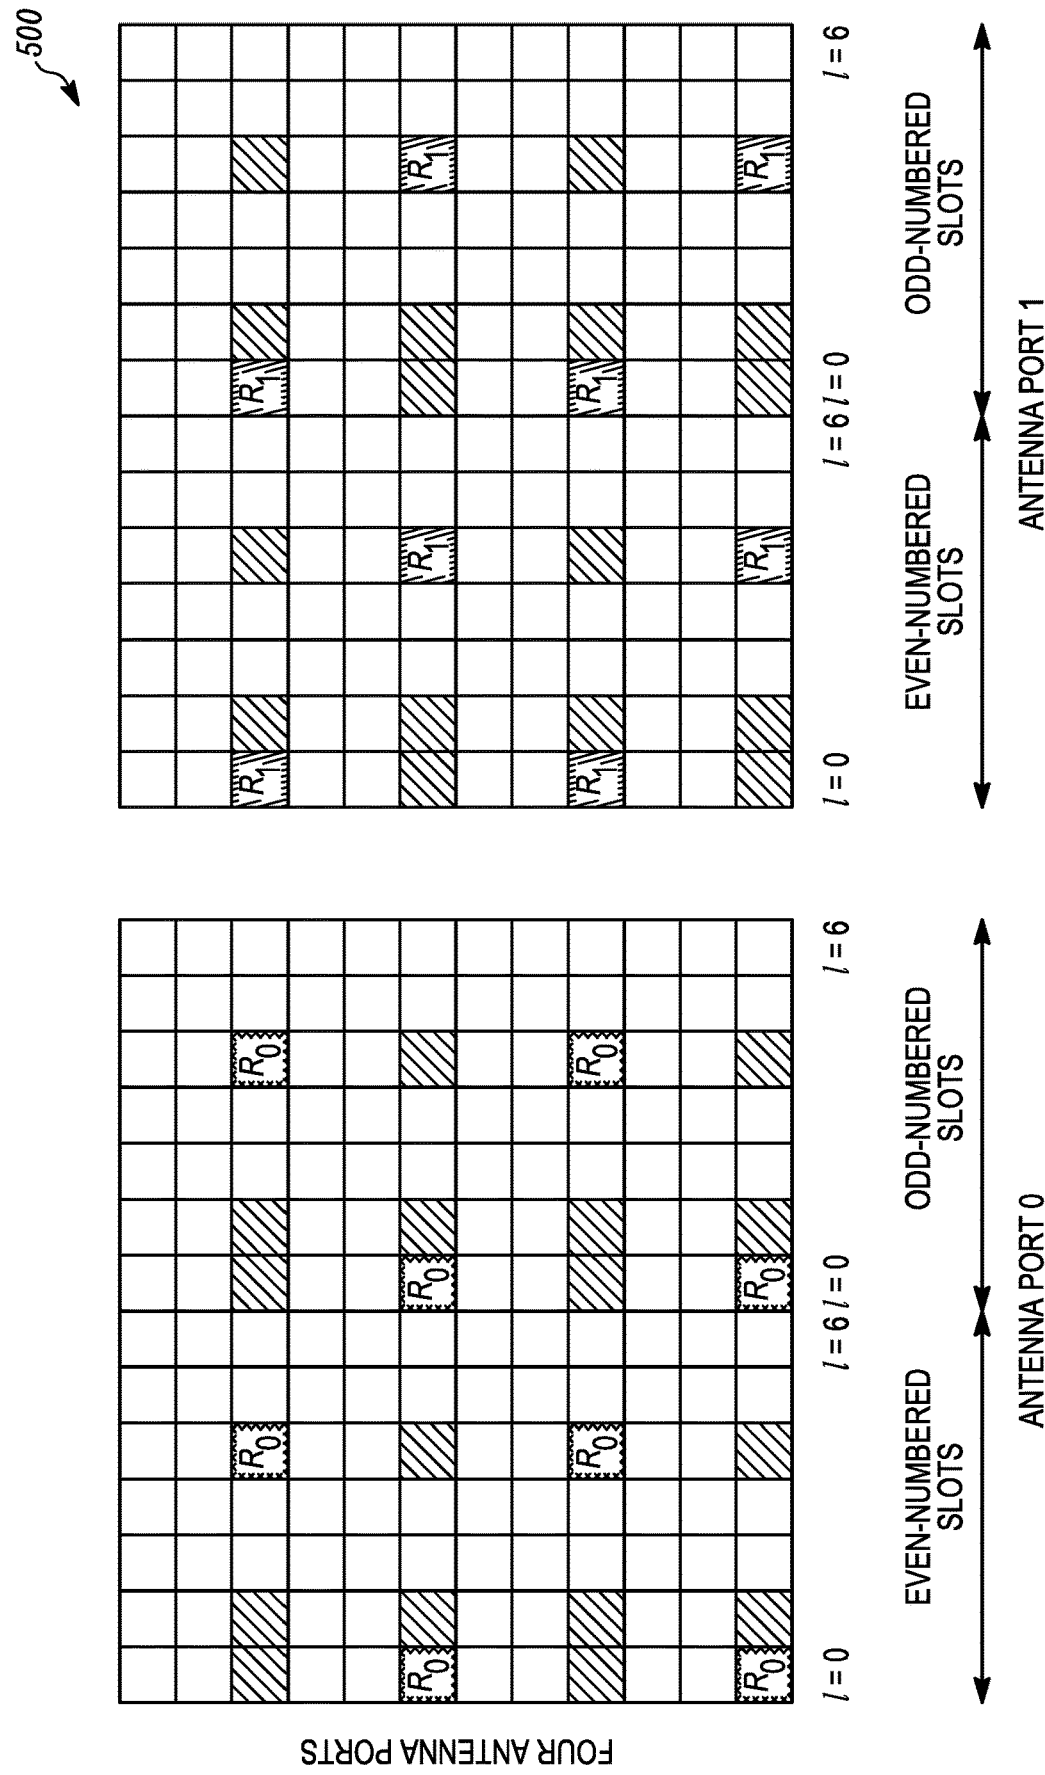 500
FOUR ANTENNA PORTS
R0 R0 R1 R1
R0 R0 R1 R1
R0 R0 R1 R1
R0 R0 R1 R1
l=0 l=6 l=0 l=6 l=0 l=6 l=0 l=6
EVEN-NUMBERED ODD-NUMBERED EVEN-NUMBERED ODD-NUMBERED
SLOTS SLOTS SLOTS SLOTS
ANTENNA PORT 0 ANTENNA PORT 1